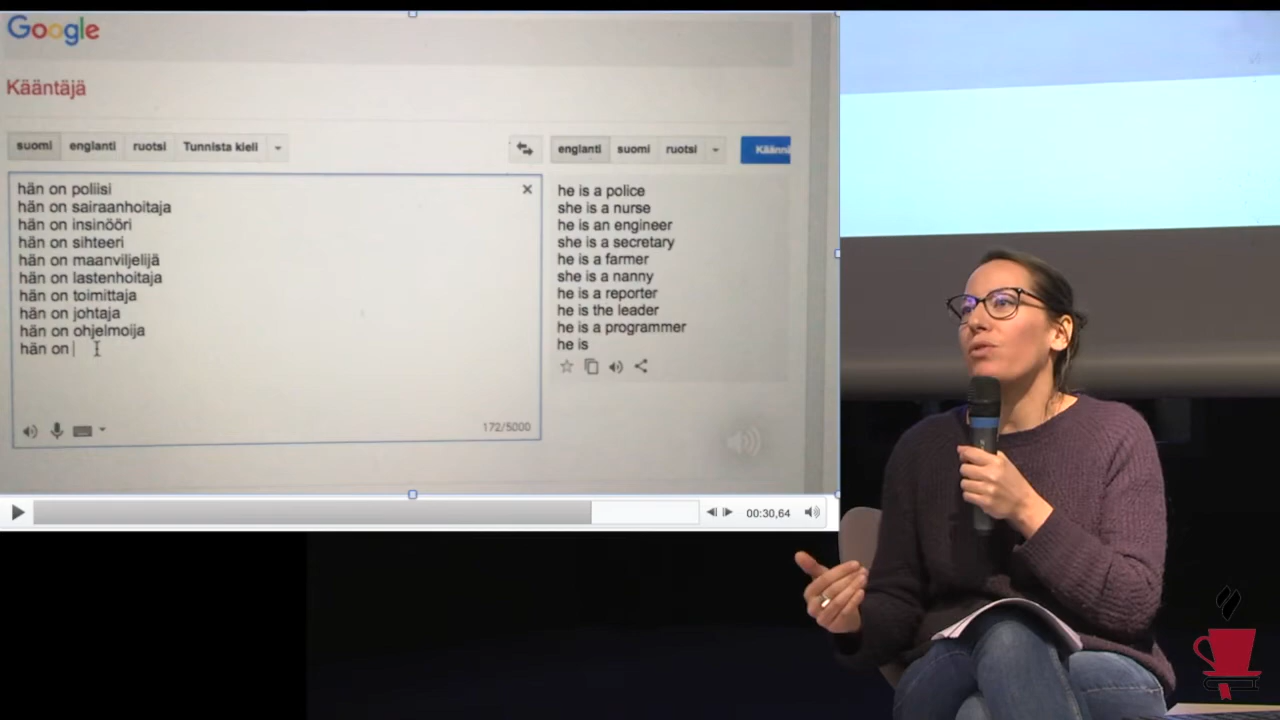 Google
Kääntäjä
suomi englanti ruotsi Tunnista kieli
englanti suomi ruotsi
hän on poliisi
hän on sairaanhoitaja
hän on insinööri
hän on sihteeri
hän on maanviljelijä
hän on lastenhoitaja
hän on toimittaja
hän on johtaja
hän on ohjelmoija
hän on
172/5000
he is a police
she is a nurse
he is an engineer
she is a secretary
he is a farmer
she is a nanny
he is a reporter
he is the leader
he is a programmer
he is
00:30,64